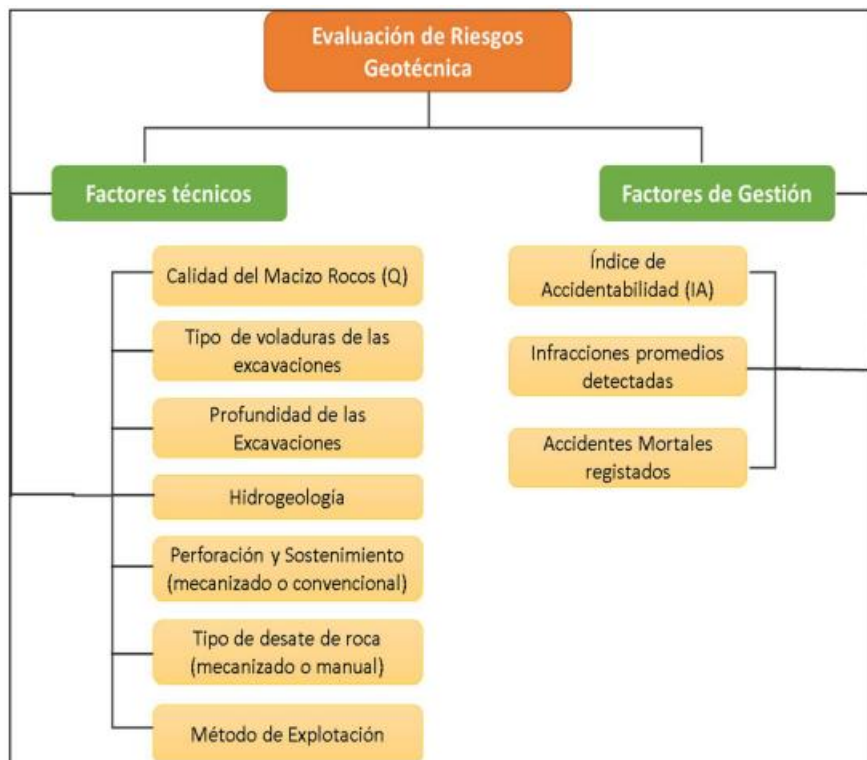 Evaluación de Riesgos
Geotécnica
Factores técnicos
Factores de Gestión
Calidad del Macizo Rocos (Q)
Tipo de voladuras de las
excavaciones
Profundidad de las
Excavaciones
Hidrogeología
Perforación y Sostenimiento
(mecanizado o convencional)
Tipo de desate de roca
(mecanizado o manual)
Método de Explotación
Índice de
Accidentabilidad (IA)
Infracciones promedios
detectadas
Accidentes Mortales
registados